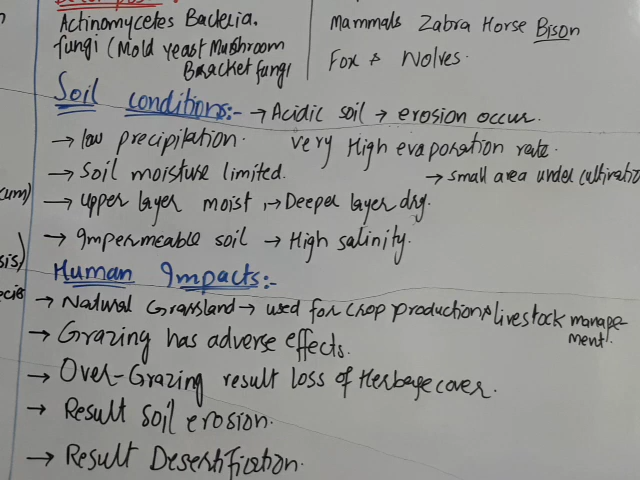 Actinomycetes Bacteria.
fungi (Mold yeast Mushroom
Bracket fungi
Mammals Zabra Horse Bison
Fox & Wolves.
Soil conditions:- → Acidic soil → erosion occur.
→ low precipitation. very High evaporation rate.
→ Soil moisture limited. → small area under cultivation
→ Upper layer moist → Deeper layer dry.
→ Impermeable soil → High salinity.
Human Impacts:-
→ Natural Grassland → used for crop production & livestock manage-
ment.
→ Grazing has adverse effects.
→ Over-Grazing result loss of Herbage cover.
→ Result Soil erosion.
→ Result Desertification.